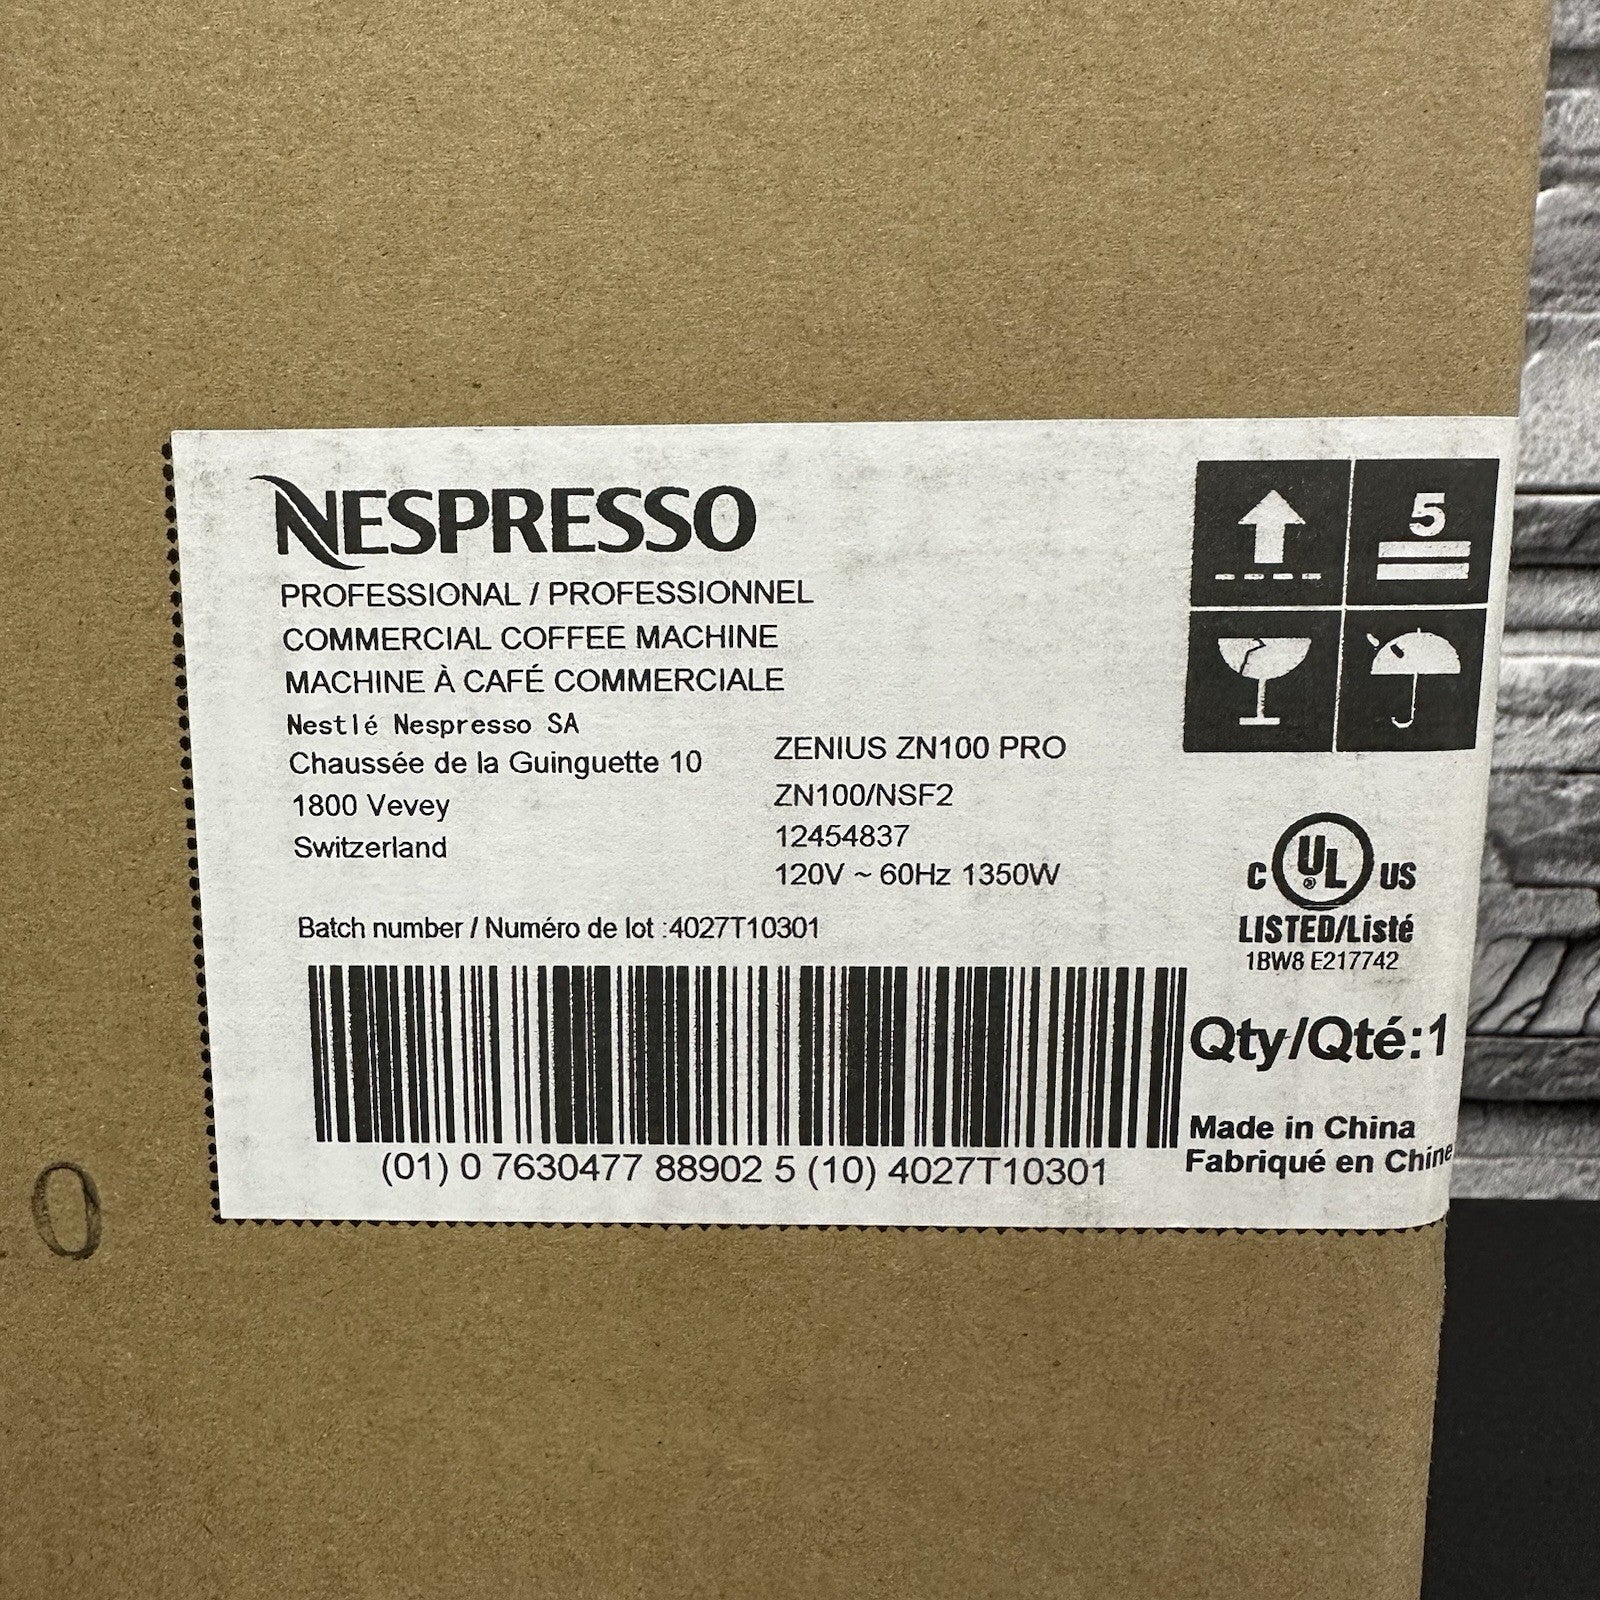 NESPRESSO
PROFESSIONAL / PROFESSIONNEL
COMMERCIAL COFFEE MACHINE
MACHINE À CAFÉ COMMERCIALE
Nestlé Nespresso SA
Chaussée de la Guinguette 10
1800 Vevey
Switzerland
ZENIUS ZN100 PRO
ZN100/NSF2
12454837
120V ~ 60Hz 1350W
5
C UL US
®
LISTED/Listé
1BW8 E217742
Batch number / Numéro de lot :4027T10301
(01) 0 7630477 88902 5 (10) 4027T10301
Qty/Qté:1
Made in China
Fabriqué en Chine
0